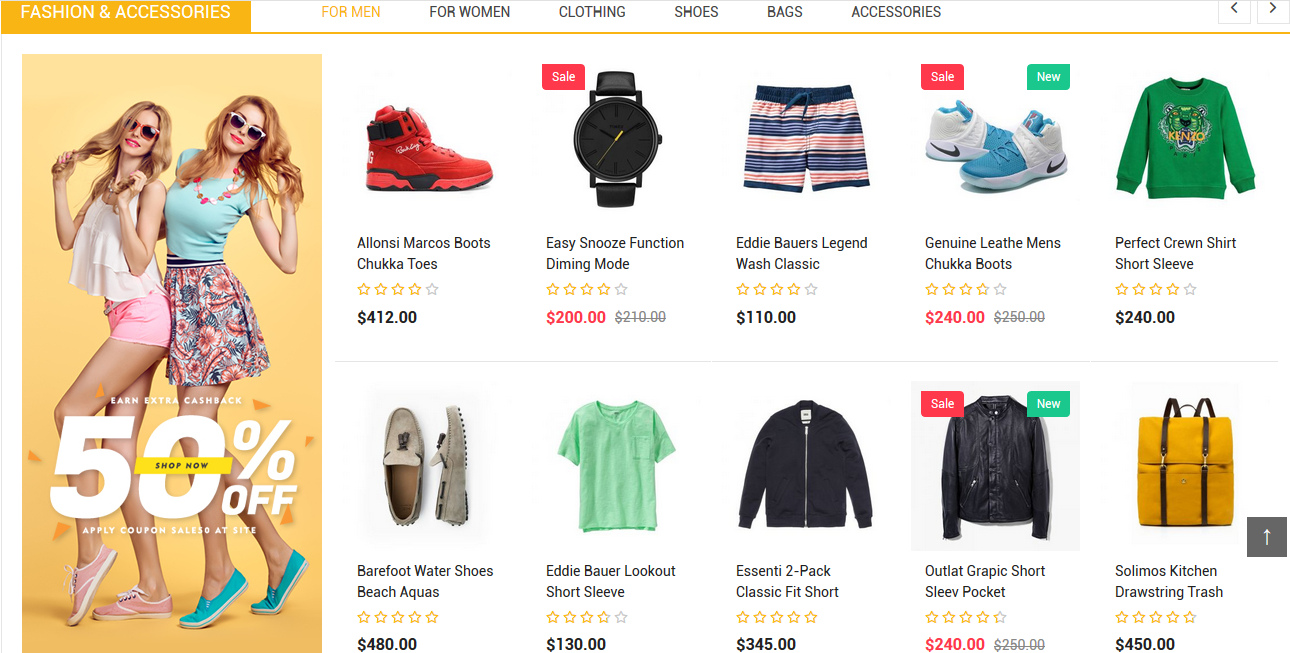 FASHION & ACCESSORIES
FOR MEN
FOR WOMEN
CLOTHING
SHOES
BAGS
ACCESSORIES
EARN EXTRA CASHBACK
50%
OFF
SHOP NOW
APPLY COUPON SALES0 AT SITE
Allonsi Marcos Boots
Chukka Toes
$412.00
Sale
Easy Snooze Function
Diming Mode
$200.00 $210.00
Eddie Bauers Legend
Wash Classic
$110.00
Sale
New
Genuine Leathe Mens
Chukka Boots
$240.00 $250.00
KENZO
Perfect Crewn Shirt
Short Sleeve
$240.00
Barefoot Water Shoes
Beach Aquas
$480.00
Eddie Bauer Lookout
Short Sleeve
$130.00
Essenti 2-Pack
Classic Fit Short
$345.00
Sale
New
Outlat Grapic Short
Sleev Pocket
$240.00 $250.00
Solimos Kitchen
Drawstring Trash
$450.00